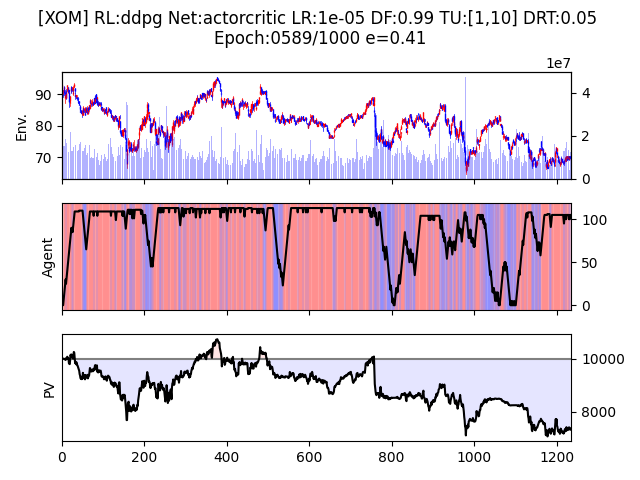 [XOM] RL:ddpg Net:actorcritic LR:1e-05 DF:0.99 TU:[1,10] DRT:0.05
Epoch:0589/1000 e=0.41
1e7
Env.
90
80
70
4
2
0
Agent
100
50
0
PV
10000
8000
0 200 400 600 800 1000 1200